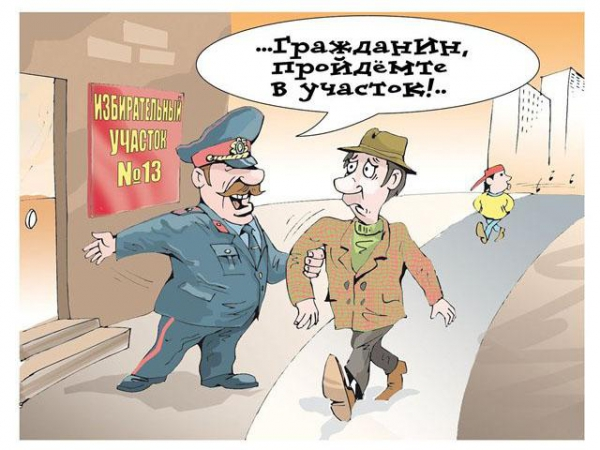 ...Гражданин,
пройдёмте
в участок!..
ИЗБИРАТЕЛЬНЫЙ
УЧАСТОК
№13